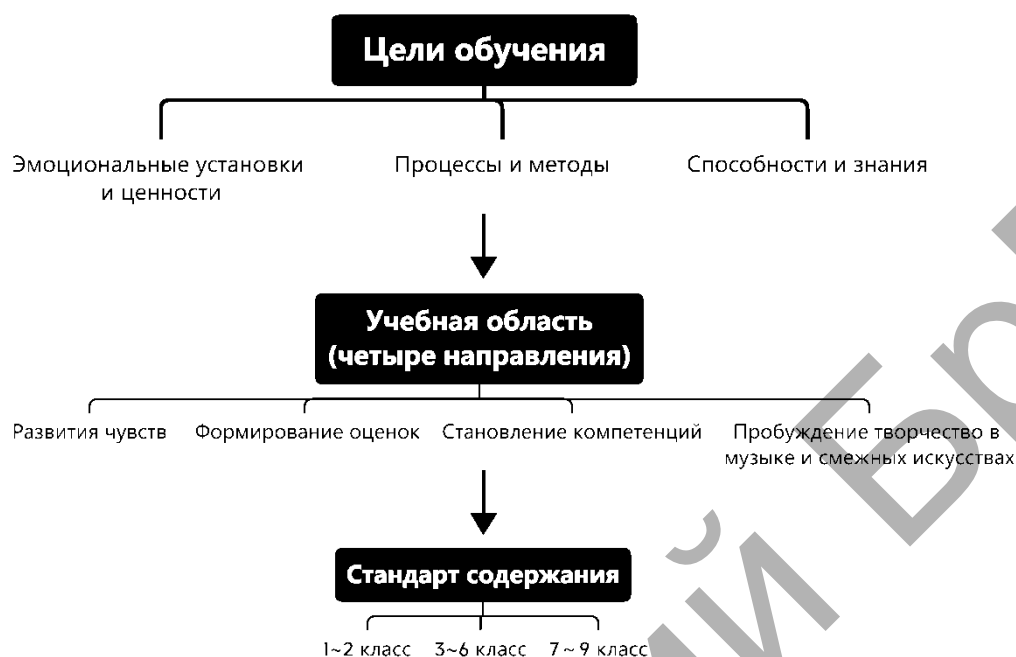 Цели обучения
Эмоциональные установки
и ценности
Процессы и методы
Способности и знания
Учебная область
(четыре направления)
Развития чувств
Формирование оценок
Становление компетенций
Пробуждение творчество в
музыке и смежных искусствах
Стандарт содержания
1~2 класс
3~6 класс
7~9 класс